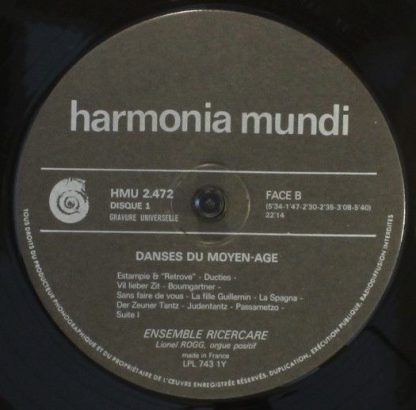 harmonia mundi
HMU 2.472
DISQUE 1
GRAVURE UNIVERSELLE
FACE B
(5'34-1'47-2'30-2'35-3'08-5'40)
22'14
DANSES DU MOYEN-AGE
Estampie & "Retrove" - Ducties -
Vil lieber Zit - Boumgartner -
Sans faire de vous - La fille Guillemin - La Spagna -
Der Zeuner Tantz - Judentantz - Passametzo -
Suite I
ENSEMBLE RICERCARE
Lionel ROGG, orgue positif
made in France
LPL 743 1Y
TOUS DROITS DU PRODUCTEUR PHONOGRAPHIQUE ET DU PROPRIÉTAIRE DE L'ŒUVRE ENREGISTRÉE RÉSERVÉS, DUPLICATION, EXÉCUTION PUBLIQUE, RADIODIFFUSION INTERDITES